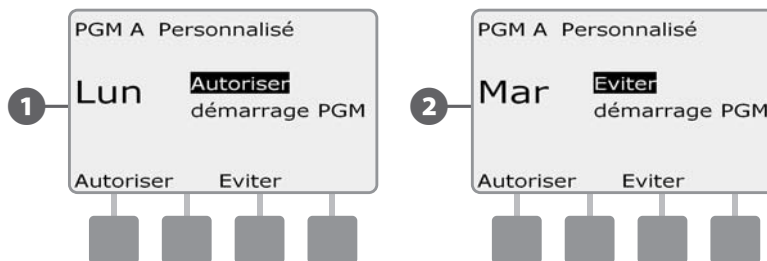 PGM A Personnalisé
1
Lun
Autoriser
démarrage PGM
Autoriser Eviter
PGM A Personnalisé
2
Mar
Eviter
démarrage PGM
Autoriser Eviter